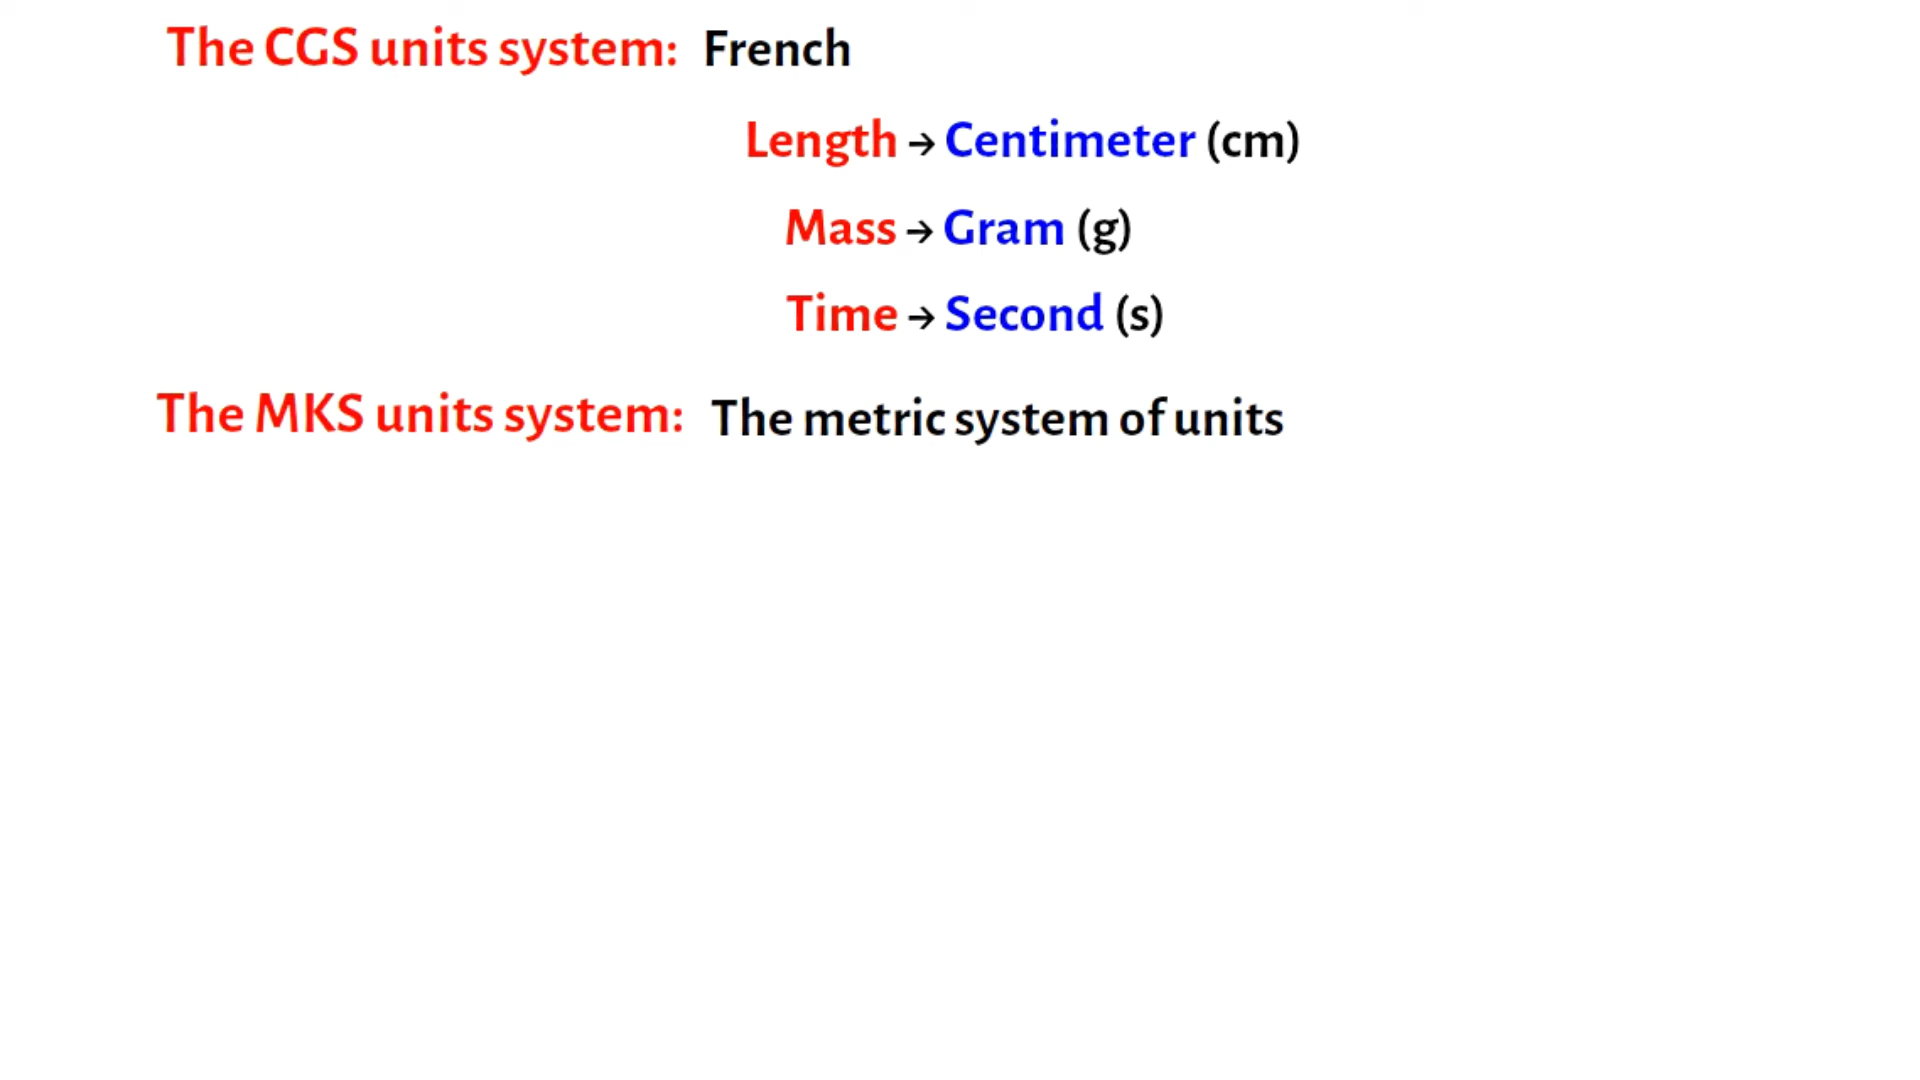 The CGS units system: French
Length → Centimeter (cm)
Mass → Gram (g)
Time → Second (s)
The MKS units system: The metric system of units